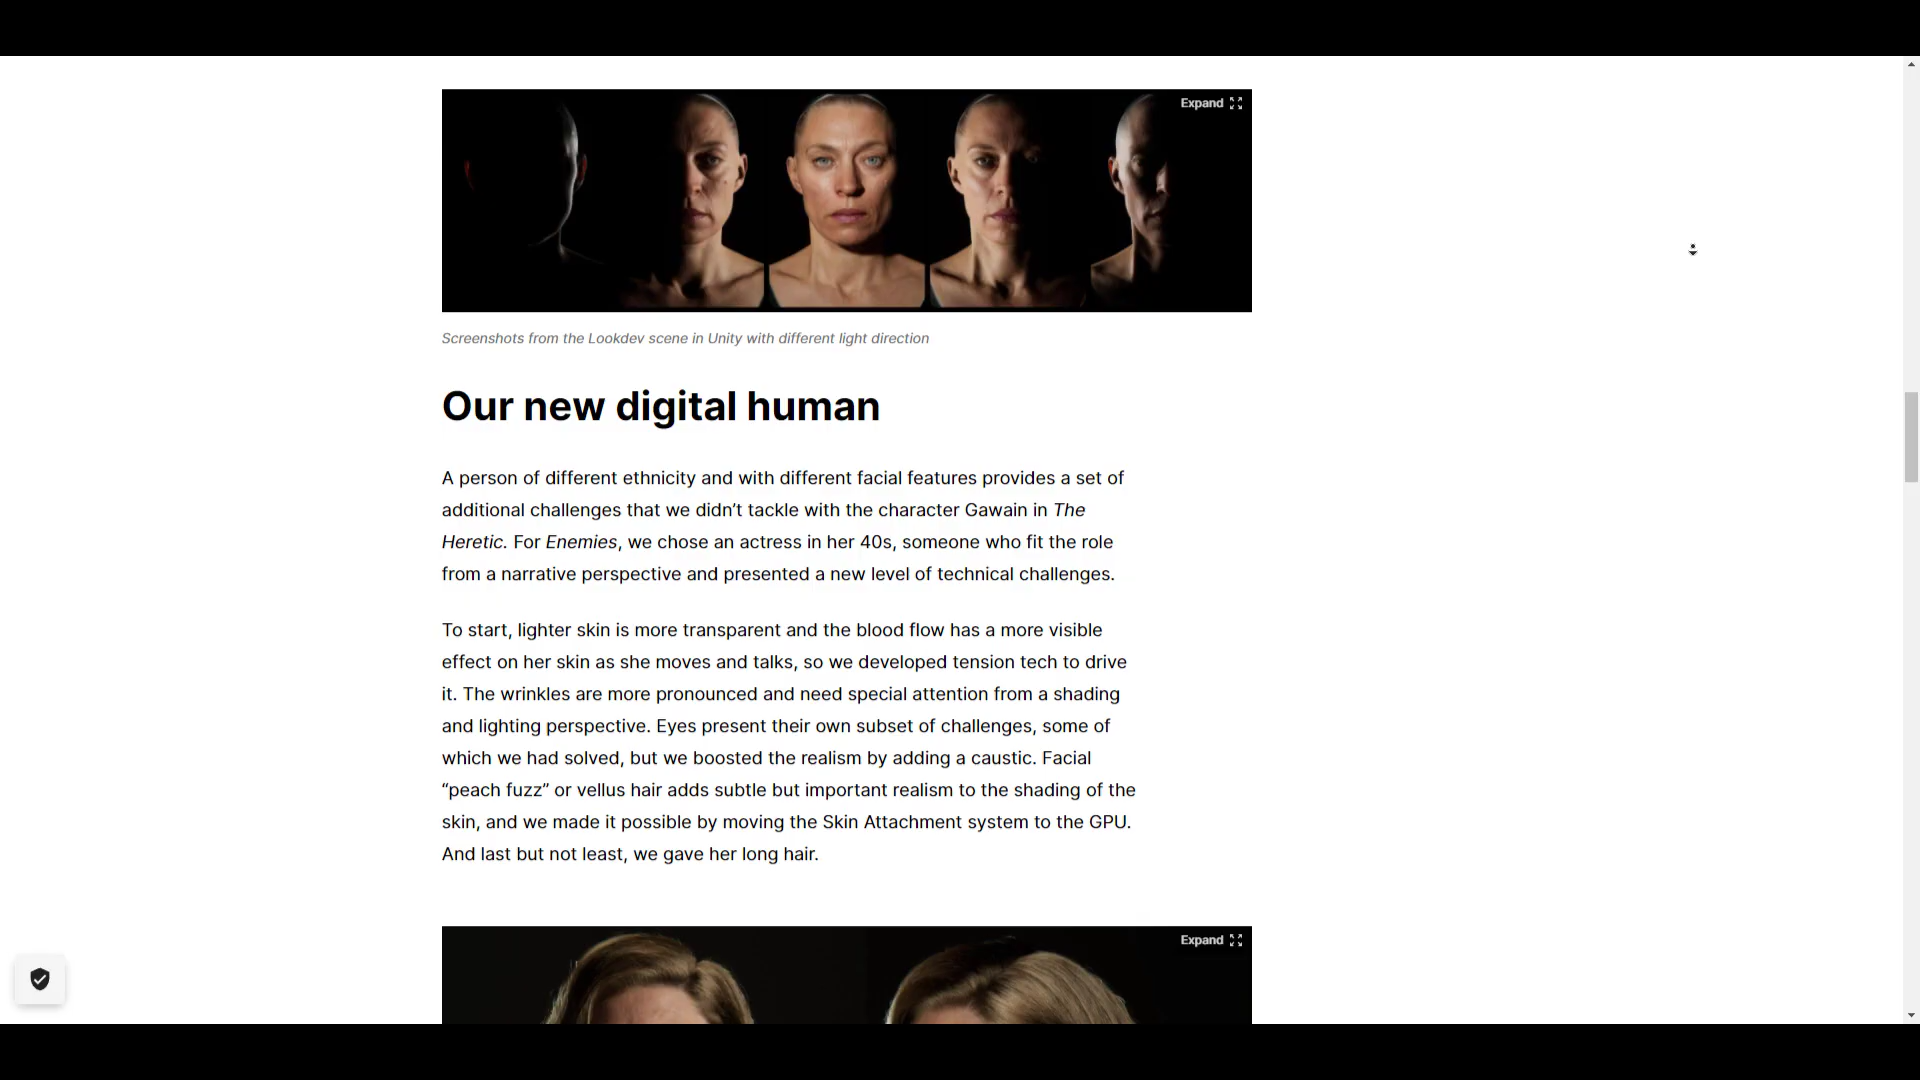 Expand
Screenshots from the Lookdev scene in Unity with different light direction
Our new digital human
A person of different ethnicity and with different facial features provides a set of
additional challenges that we didn’t tackle with the character Gawain in The
Heretic. For Enemies, we chose an actress in her 40s, someone who fit the role
from a narrative perspective and presented a new level of technical challenges.
To start, lighter skin is more transparent and the blood flow has a more visible
effect on her skin as she moves and talks, so we developed tension tech to drive
it. The wrinkles are more pronounced and need special attention from a shading
and lighting perspective. Eyes present their own subset of challenges, some of
which we had solved, but we boosted the realism by adding a caustic. Facial
“peach fuzz” or vellus hair adds subtle but important realism to the shading of the
skin, and we made it possible by moving the Skin Attachment system to the GPU.
And last but not least, we gave her long hair.
Expand